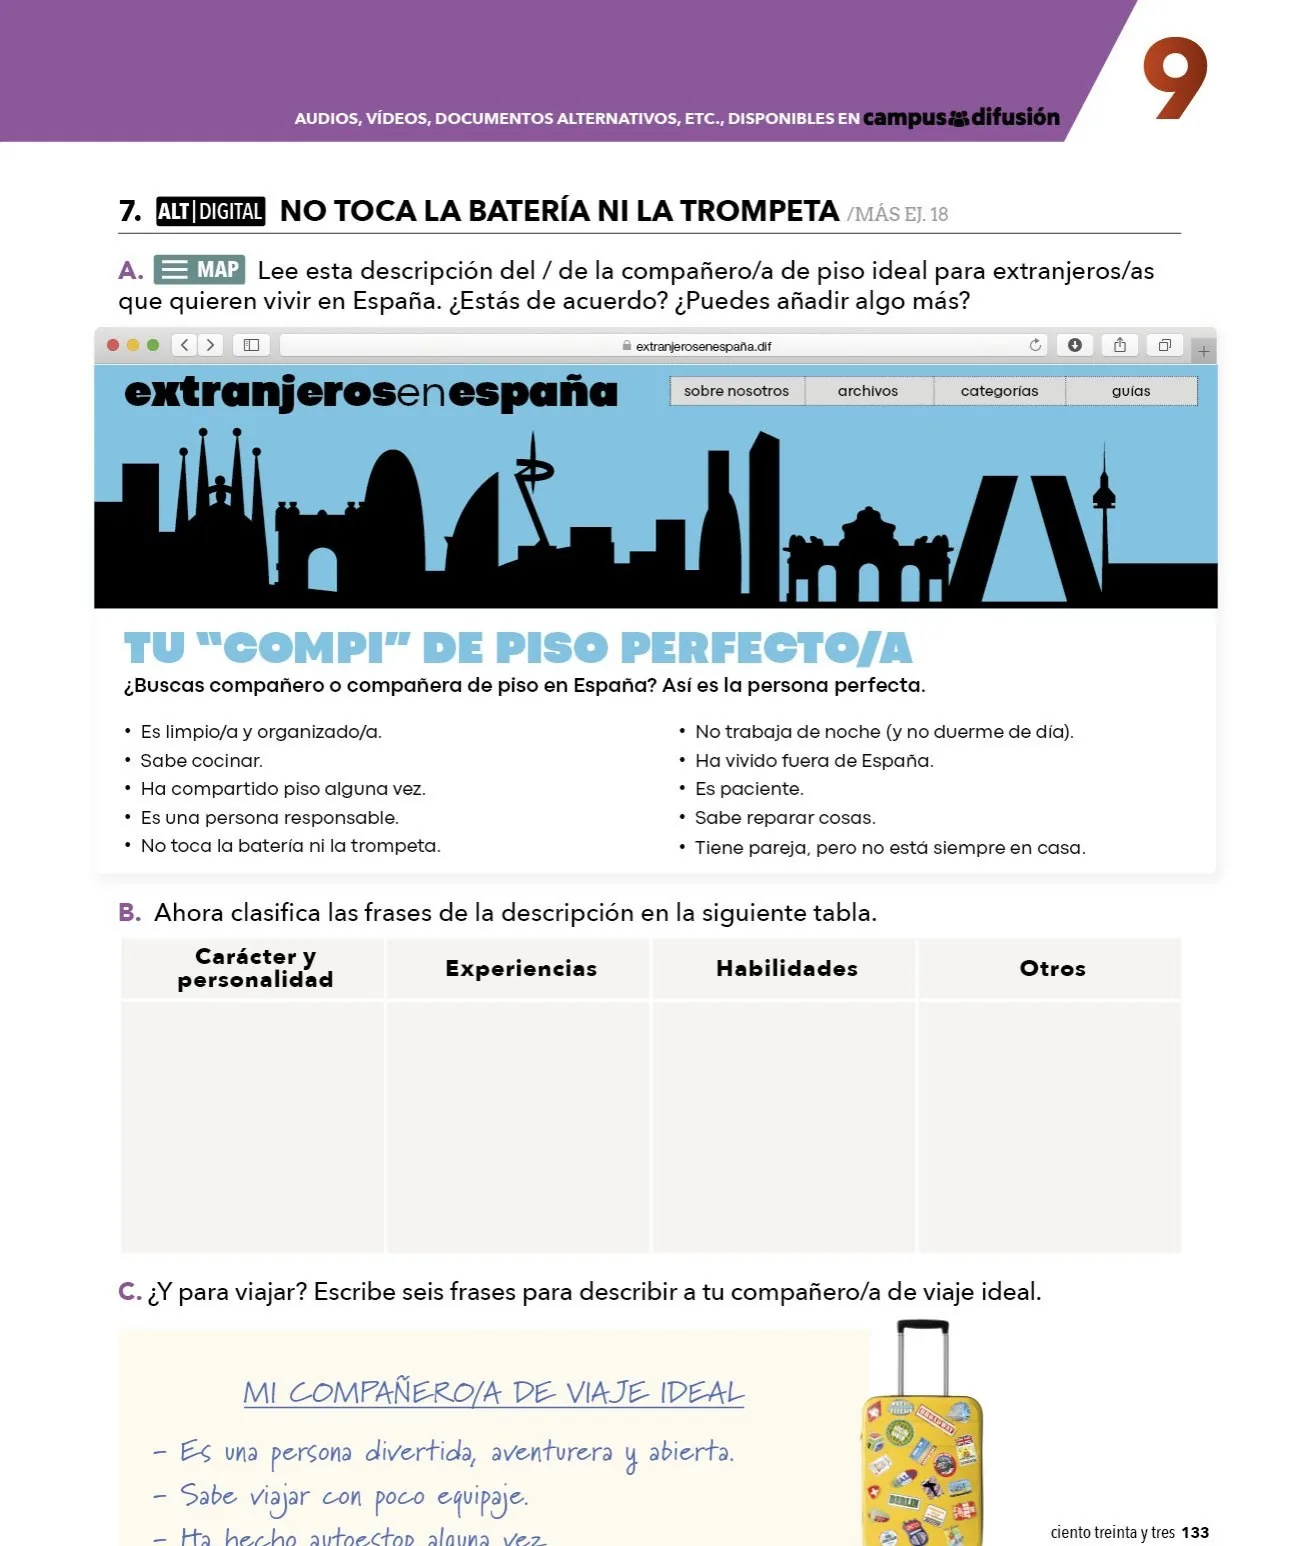 9
AUDIOS, VÍDEOS, DOCUMENTOS ALTERNATIVOS, ETC., DISPONIBLES EN campus difusión
7. ALT|DIGITAL NO TOCA LA BATERÍA NI LA TROMPETA /MÁS EJ. 18
A. MAP Lee esta descripción del / de la compañero/a de piso ideal para extranjeros/as
que quieren vivir en España. ¿Estás de acuerdo? ¿Puedes añadir algo más?
extranjerosenespaña.dif
extranjerosenespaña
sobre nosotros archivos categorías guías
TU “COMPI” DE PISO PERFECTO/A
¿Buscas compañero o compañera de piso en España? Así es la persona perfecta.
• Es limpio/a y organizado/a.
• Sabe cocinar.
• Ha compartido piso alguna vez.
• Es una persona responsable.
• No toca la batería ni la trompeta.
• No trabaja de noche (y no duerme de día).
• Ha vivido fuera de España.
• Es paciente.
• Sabe reparar cosas.
• Tiene pareja, pero no está siempre en casa.
B. Ahora clasifica las frases de la descripción en la siguiente tabla.
Carácter y
personalidad
Experiencias
Habilidades
Otros
C. ¿Y para viajar? Escribe seis frases para describir a tu compañero/a de viaje ideal.
MI COMPAÑERO/A DE VIAJE IDEAL
– Es una persona divertida, aventurera y abierta.
– Sabe viajar con poco equipaje.
– Ha hecho autoestop alguna vez
BROADWAY
BERLIN
ciento treinta y tres 133